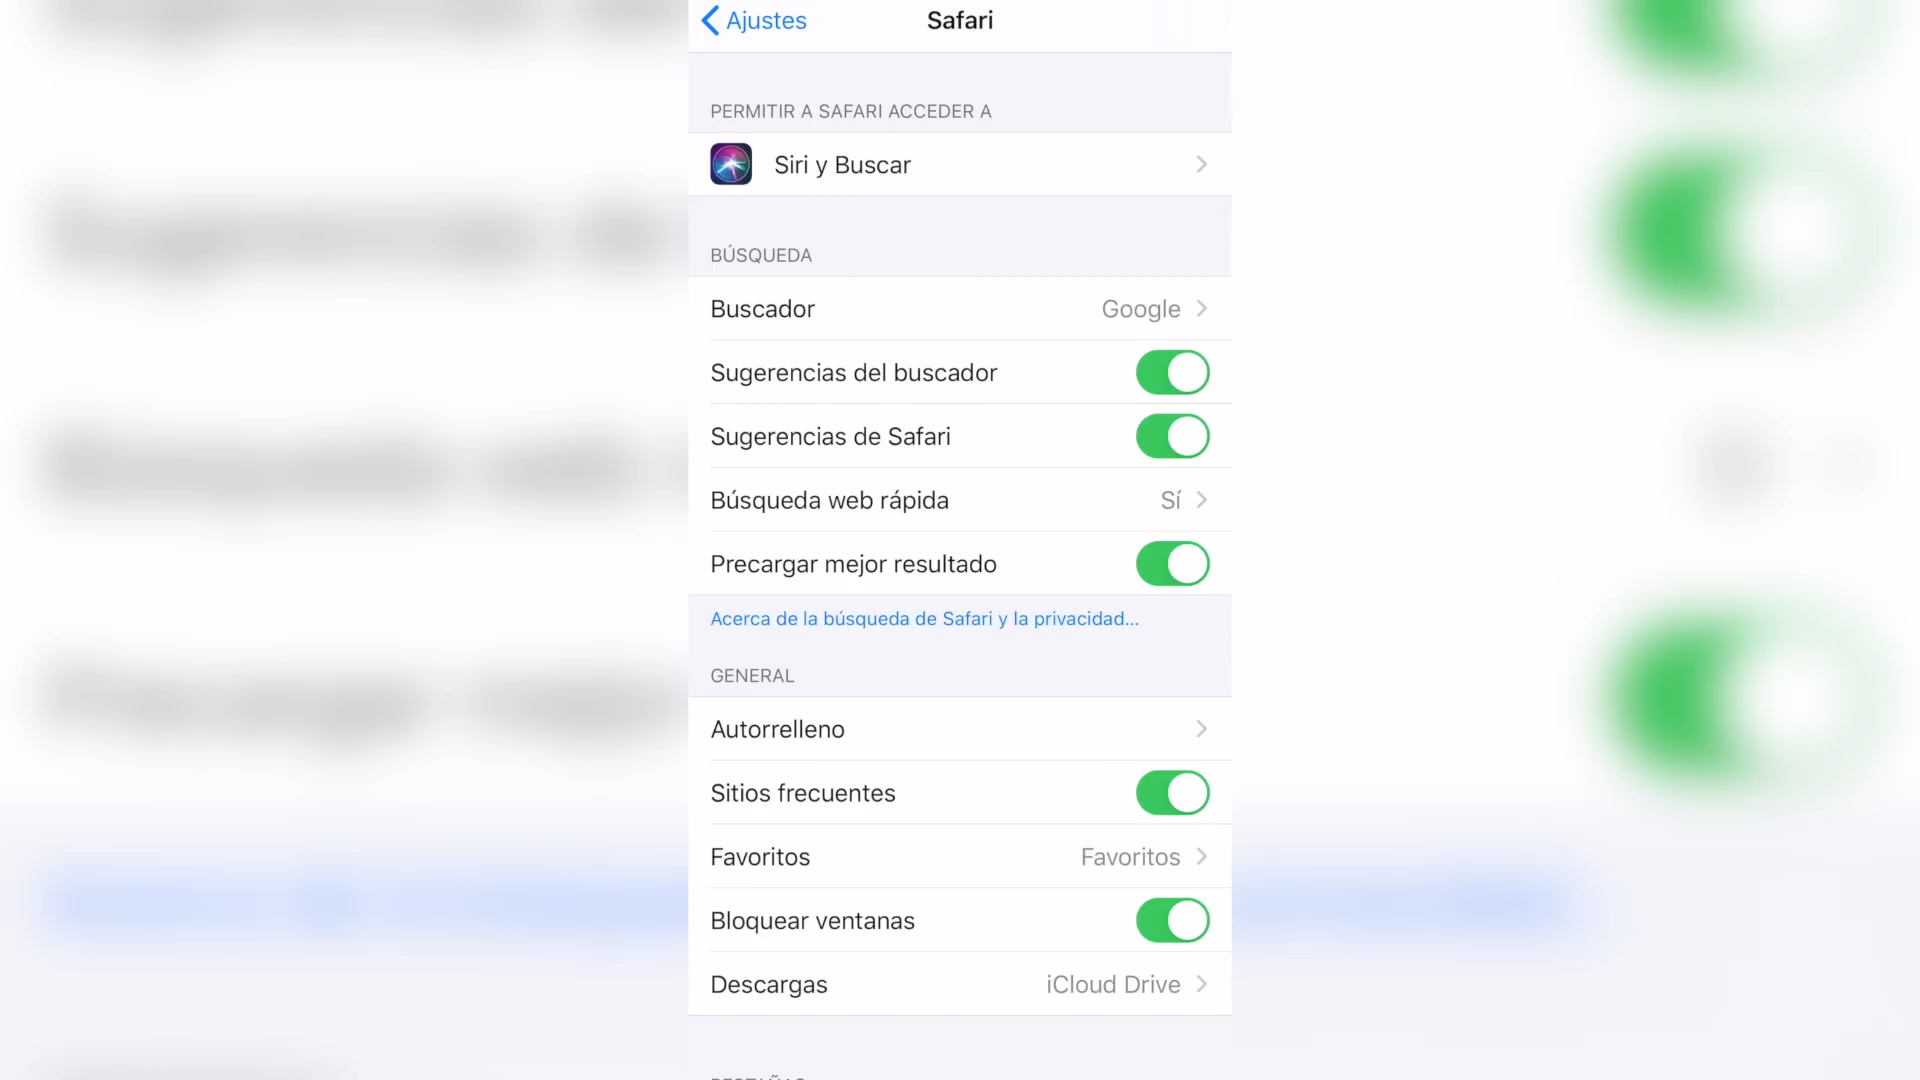 Ajustes
Safari
PERMITIR A SAFARI ACCEDER A
Siri y Buscar
BÚSQUEDA
Buscador Google
Sugerencias del buscador
Sugerencias de Safari
Búsqueda web rápida Sí
Precargar mejor resultado
Acerca de la búsqueda de Safari y la privacidad...
GENERAL
Autorrelleno
Sitios frecuentes
Favoritos Favoritos
Bloquear ventanas
Descargas iCloud Drive